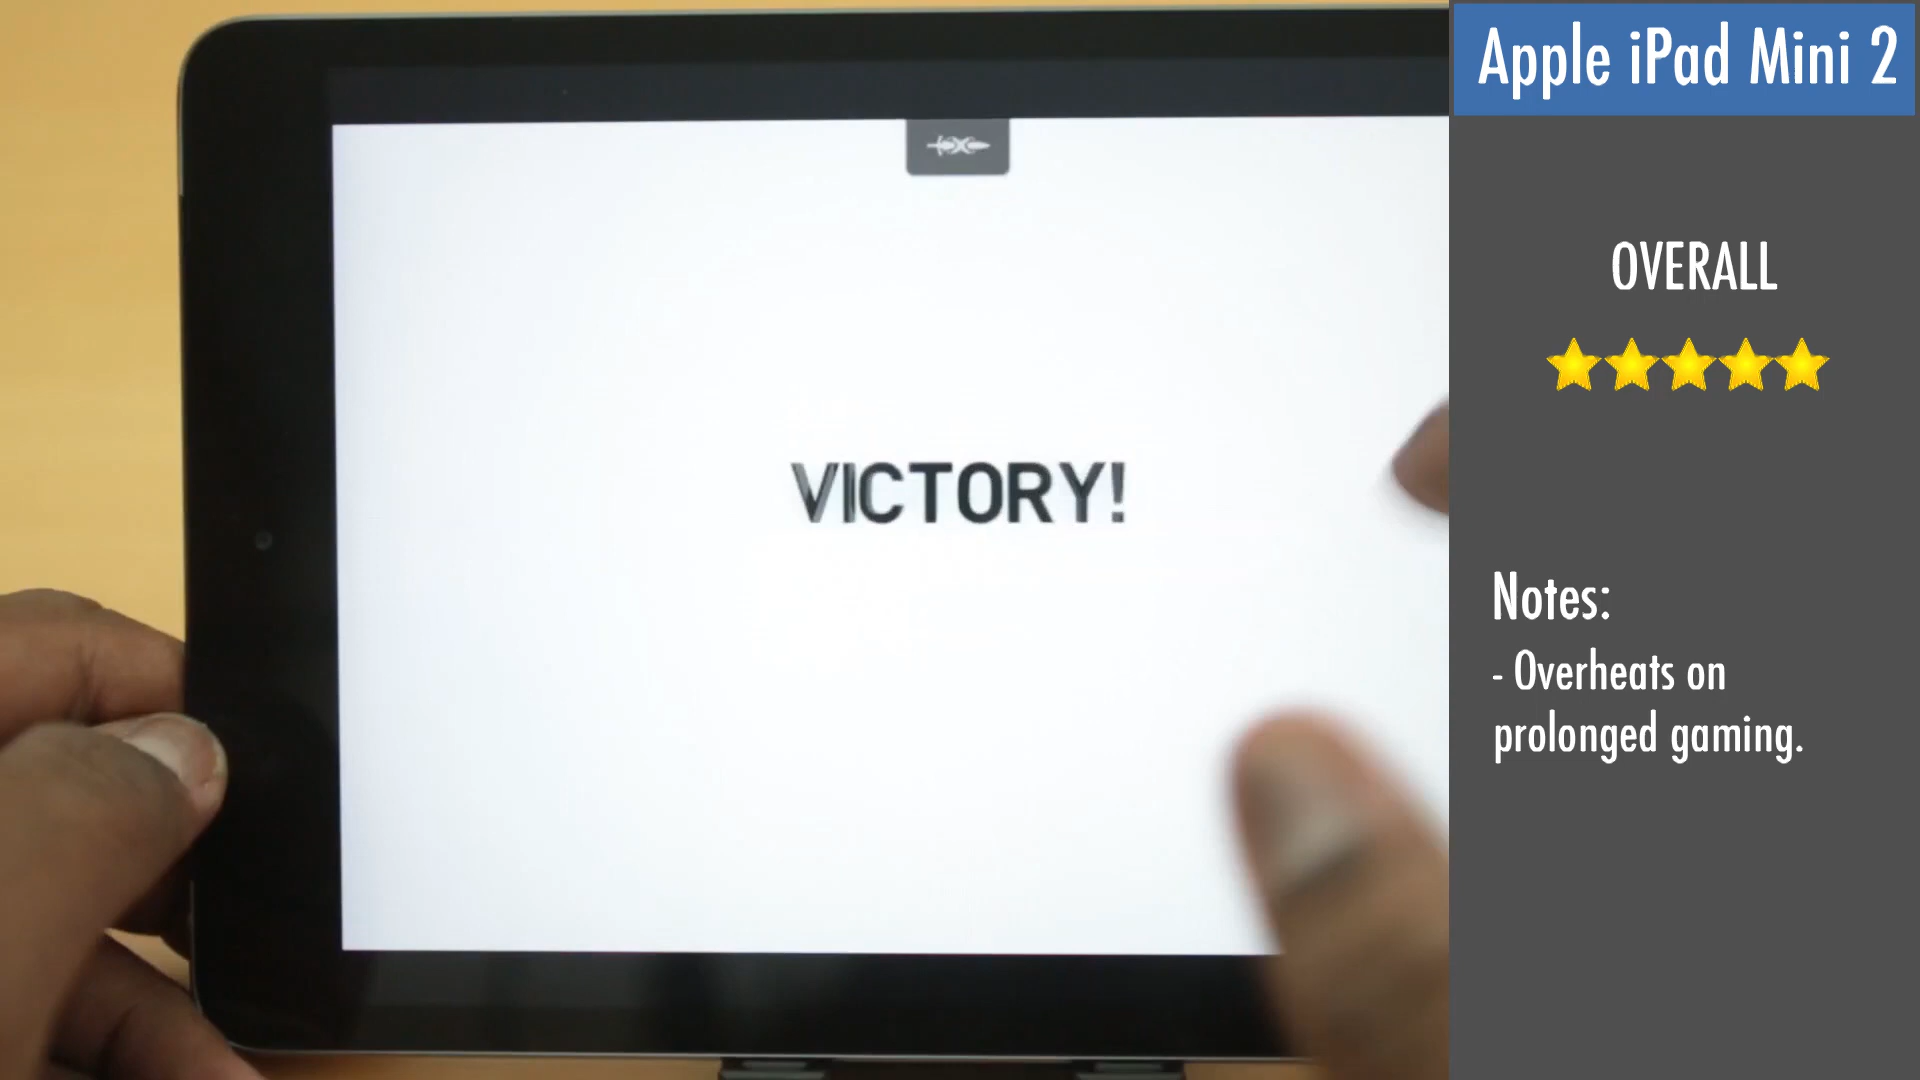 Apple iPad Mini 2
OVERALL
VICTORY!
Notes:
- Overheats on
prolonged gaming.